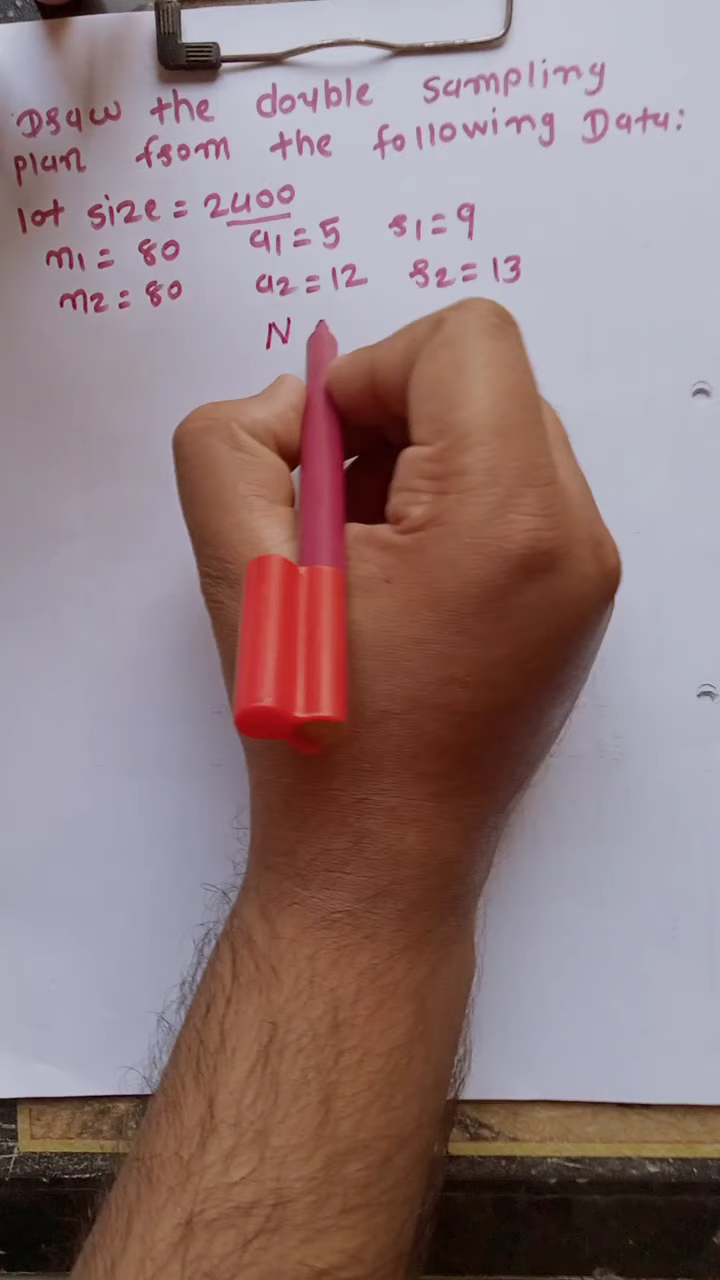 Draw the double sampling
plan from the following Data:
lot size = 2400
n1 = 80 a1 = 5 r1 = 9
n2 = 80 a2 = 12 r2 = 13
N